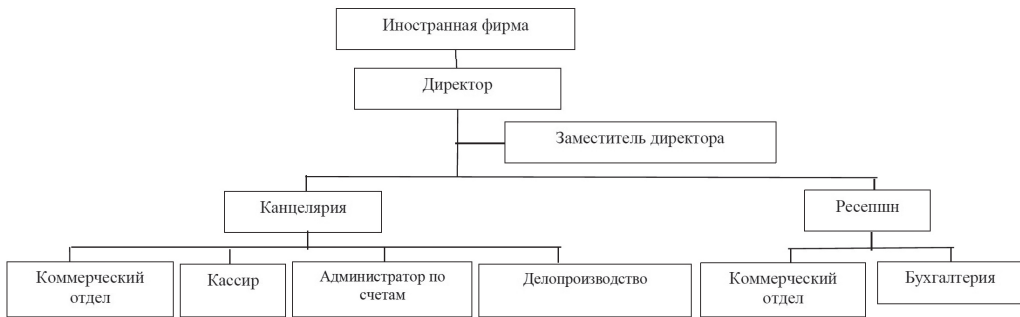 Иностранная фирма
Директор
Заместитель директора
Канцелярия
Ресепшн
Коммерческий
отдел
Кассир
Администратор по
счетам
Делопроизводство
Коммерческий
отдел
Бухгалтерия